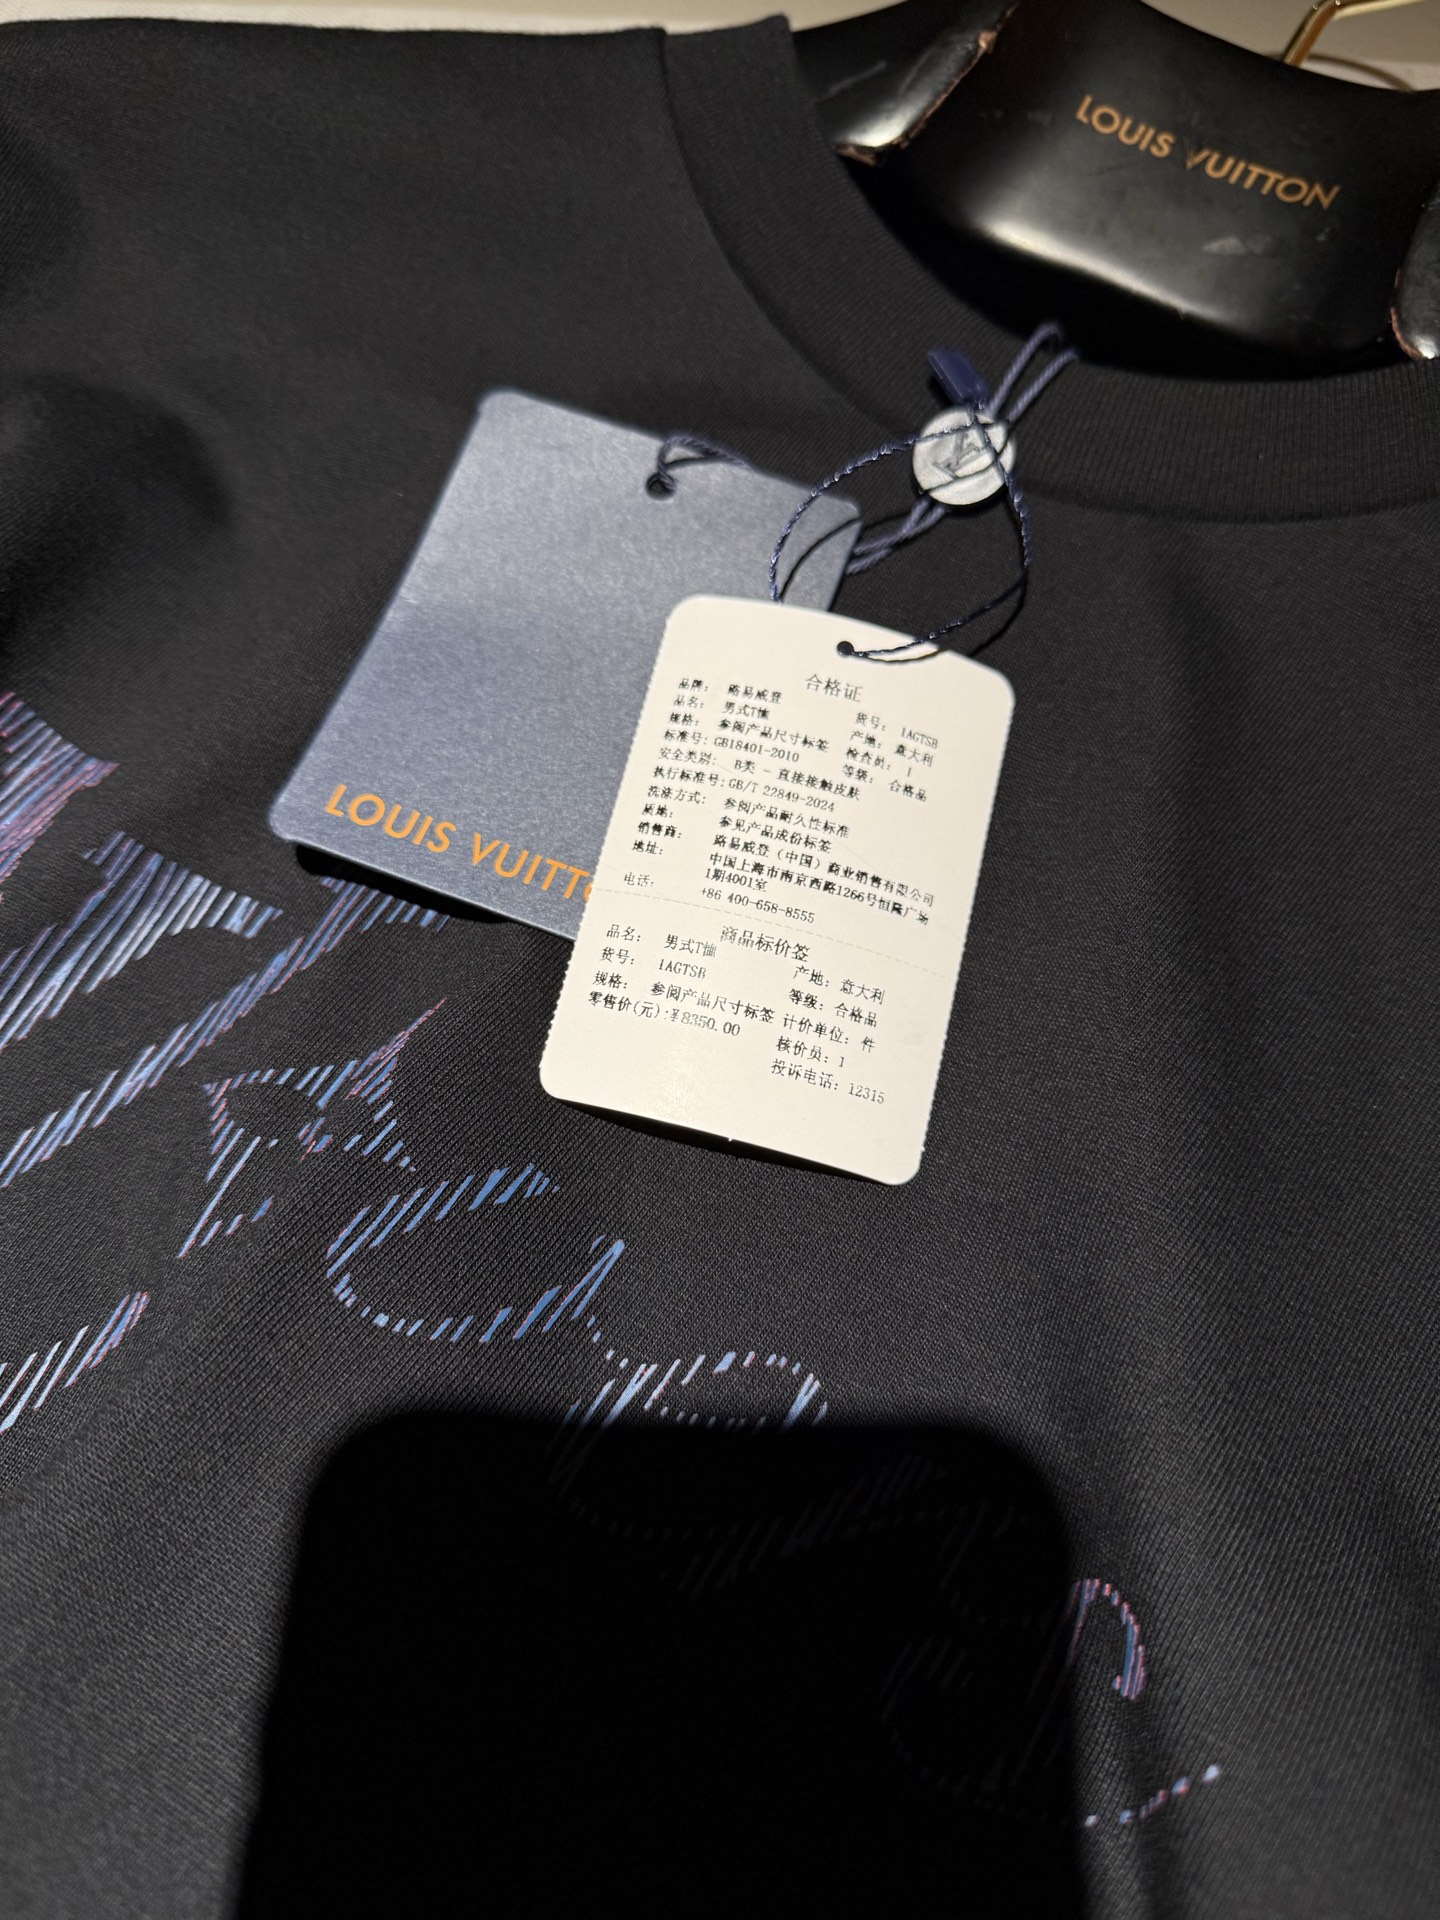 LOUIS VUITTON
LOUIS VUITT
合格证
品牌: 路易威登
品名: 男式T恤 货号: 1AGTSB
规格: 参阅产品尺寸标签 产地: 意大利
标准号: GB18401-2010 检查员: 1
安全类别: B类 - 直接接触皮肤 等级: 合格品
执行标准号: GB/T 22849-2024
洗涤方式: 参阅产品耐久性标准
质地: 参见产品成份标签
销售商: 路易威登(中国)商业销售有限公司
地址: 中国上海市南京西路1266号恒隆广场
1期4001室
电话: +86 400-658-8555
商品标价签
品名: 男式T恤 产地: 意大利
货号: 1AGTSB 等级: 合格品
规格: 参阅产品尺寸标签 计价单位: 件
零售价(元):¥8350.00 核价员: 1
投诉电话: 12315